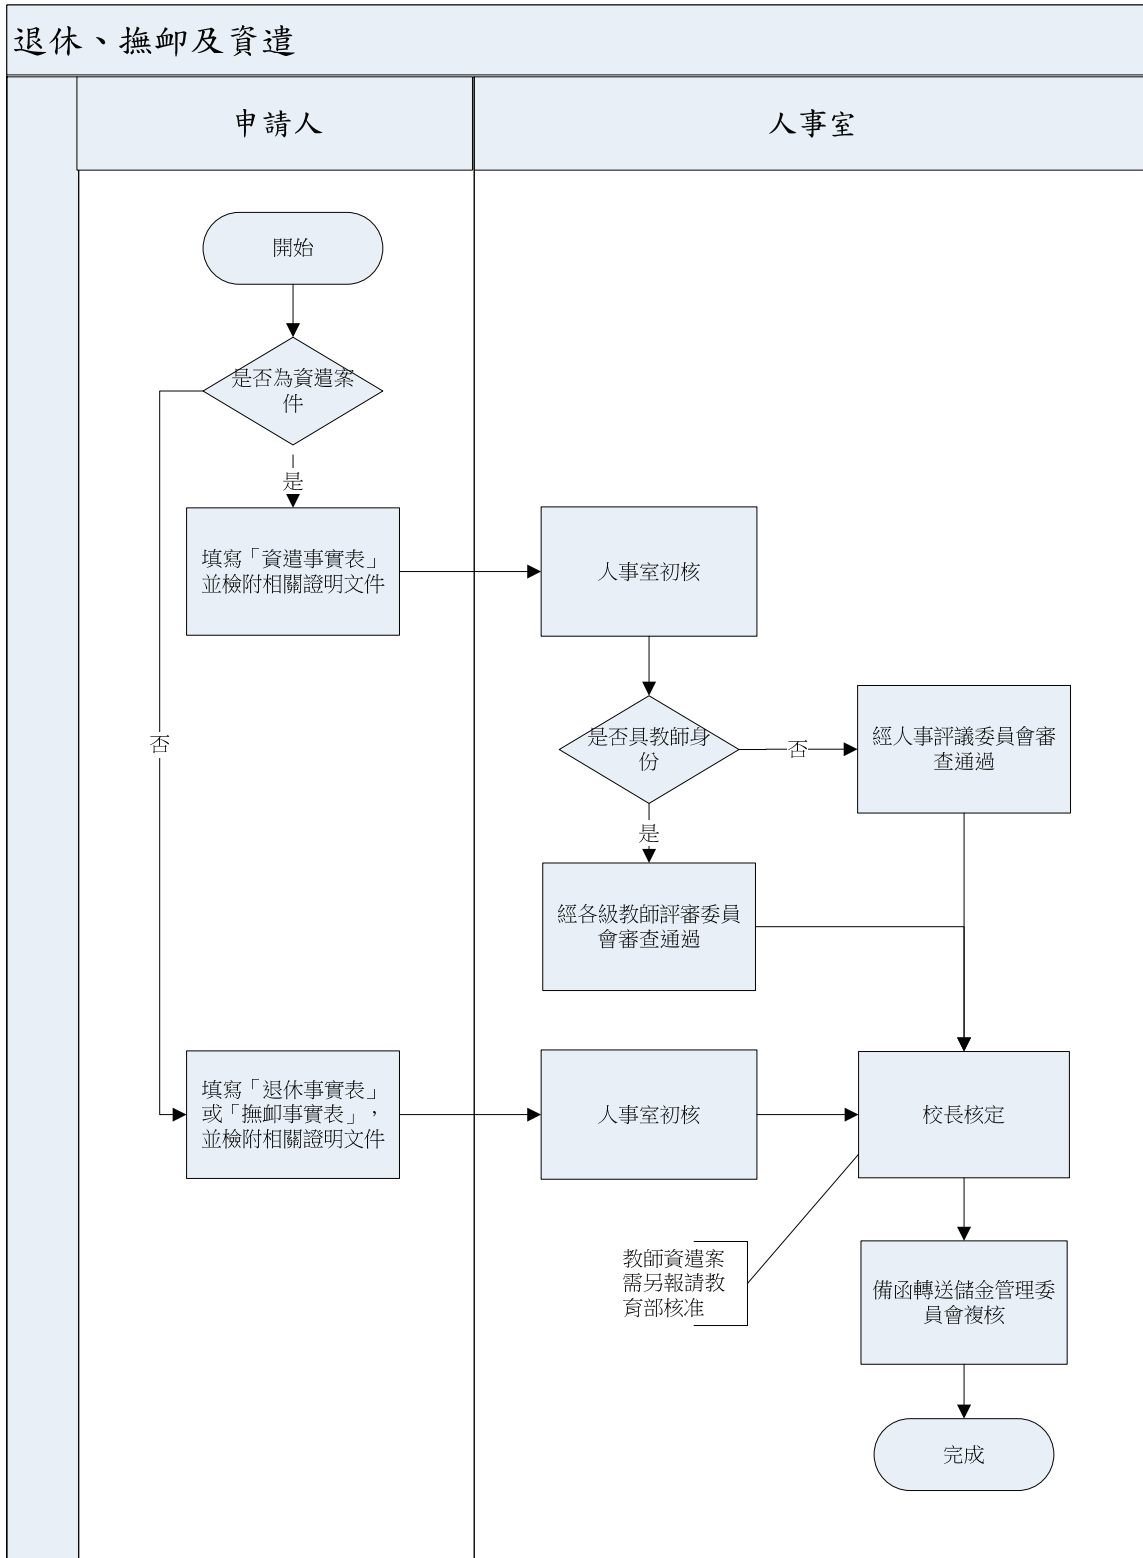 退休、撫卹及資遣
申請人
人事室
開始
是否為資遣案
件
是
填寫「資遣事實表」
並檢附相關證明文件
人事室初核
是否具教師身
份
否
經人事評議委員會審
查通過
否
是
經各級教師評審委員
會審查通過
填寫「退休事實表」
或「撫卹事實表」，
並檢附相關證明文件
人事室初核
校長核定
教師資遣案
需另報請教
育部核准
備函轉送儲金管理委
員會複核
完成